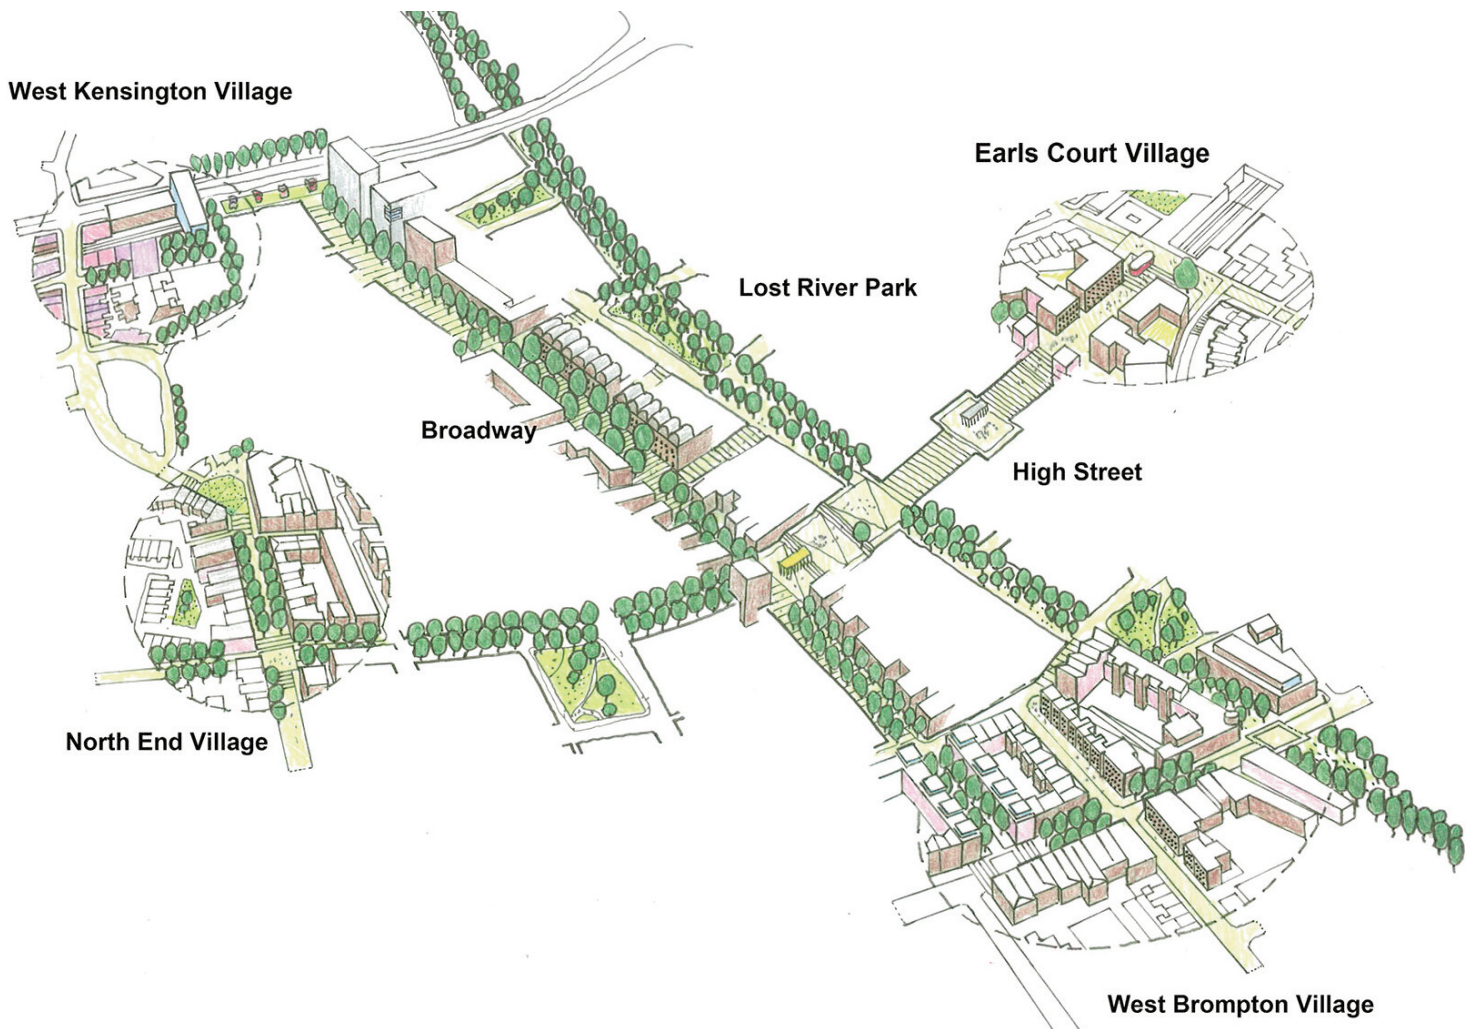 West Kensington Village
Earls Court Village
Lost River Park
Broadway
High Street
North End Village
West Brompton Village